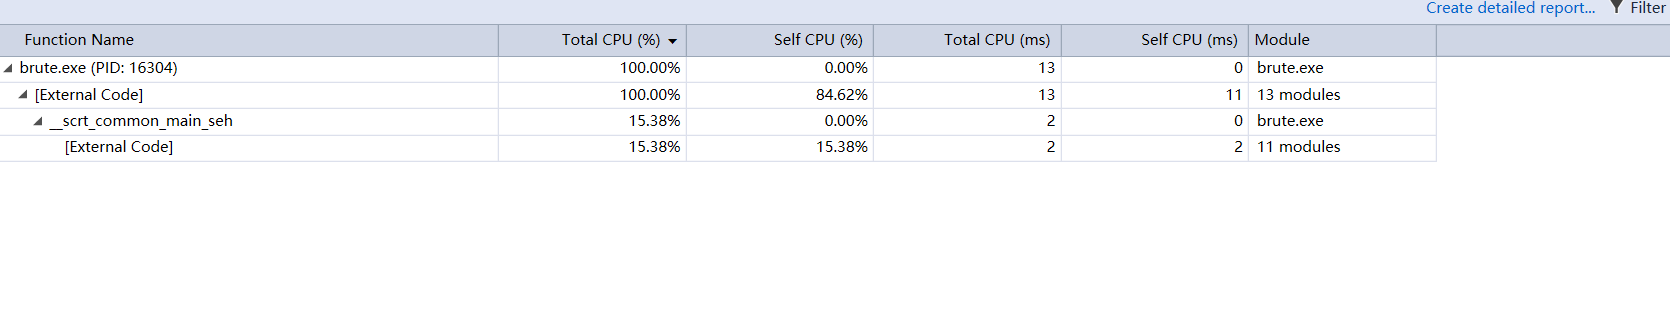 Create detailed report... Filter
Function Name Total CPU (%) Self CPU (%) Total CPU (ms) Self CPU (ms) Module
brute.exe (PID: 16304) 100.00% 0.00% 13 0 brute.exe
[External Code] 100.00% 84.62% 13 11 13 modules
__scrt_common_main_seh 15.38% 0.00% 2 0 brute.exe
[External Code] 15.38% 15.38% 2 2 11 modules